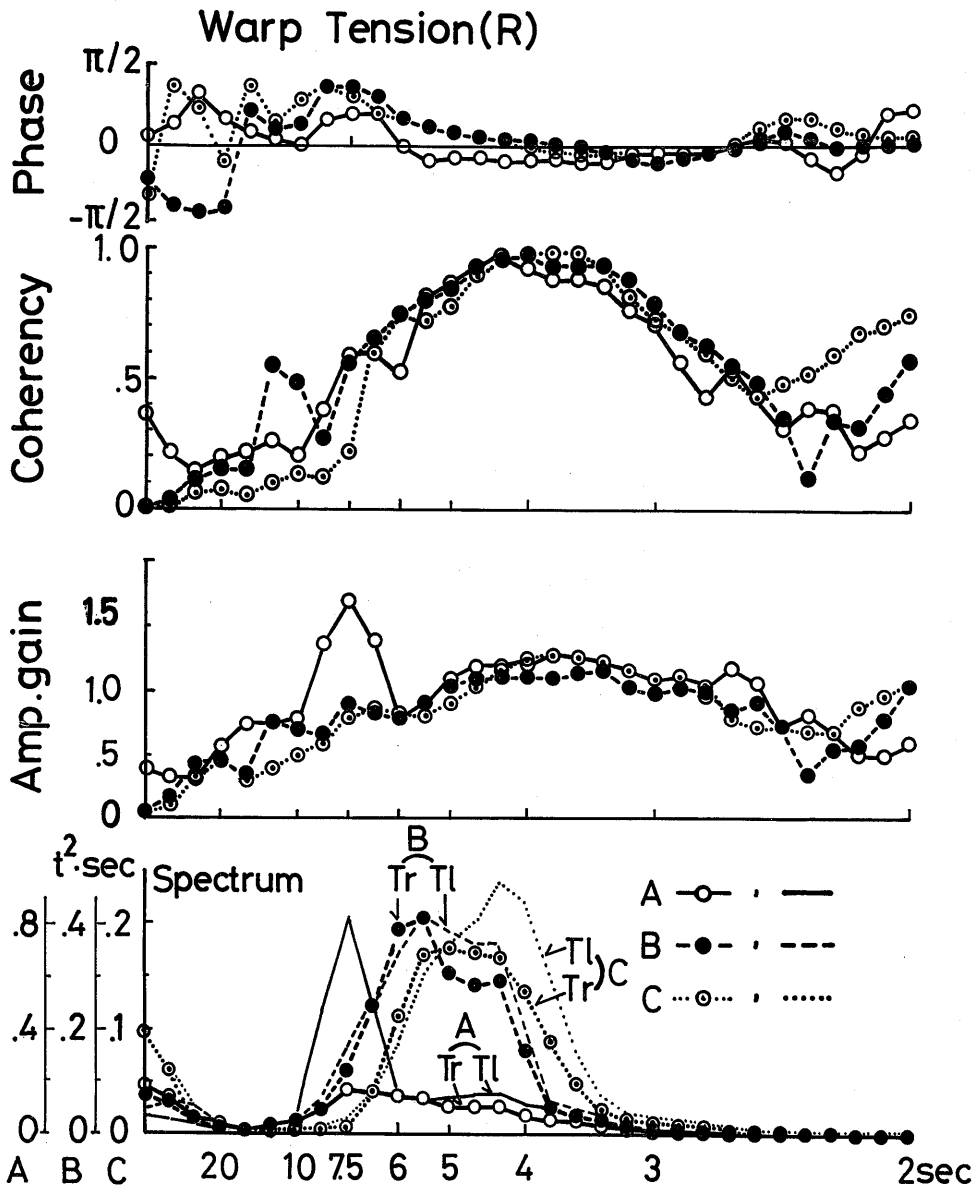 Warp Tension(R)
Phase
π/2
0
-π/2
Coherency
1.0
.5
0
Amp.gain
1.5
1.0
.5
0
t².sec
Spectrum
B
Tr Tl
A
B
C
.8 .4 .2
Tl
Tr
C
A
Tr Tl
.4 .2 .1
0 0 0
A B C
20 10 7.5 6 5 4 3 2sec